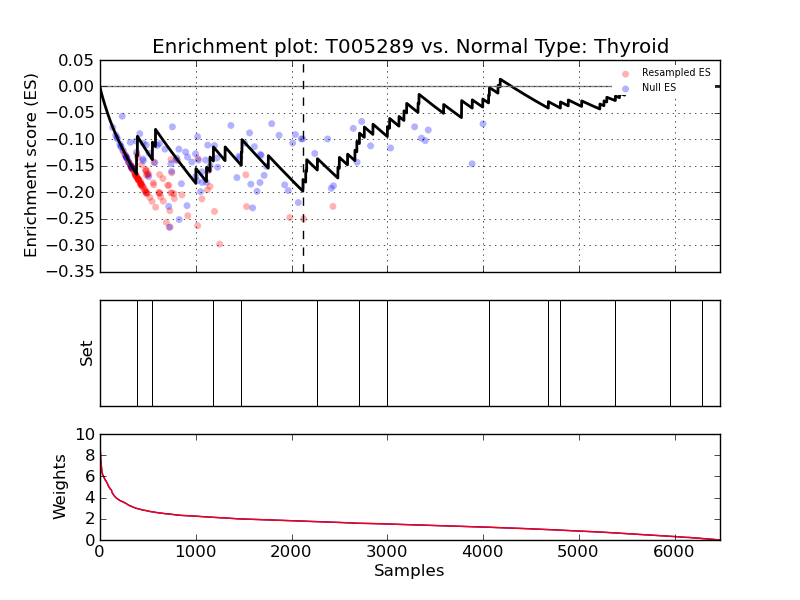 Enrichment plot: T005289 vs. Normal Type: Thyroid
Enrichment score (ES)
0.05
0.00
−0.05
−0.10
−0.15
−0.20
−0.25
−0.30
−0.35
Resampled ES
Null ES
Set
Weights
10
8
6
4
2
0
0 1000 2000 3000 4000 5000 6000
Samples